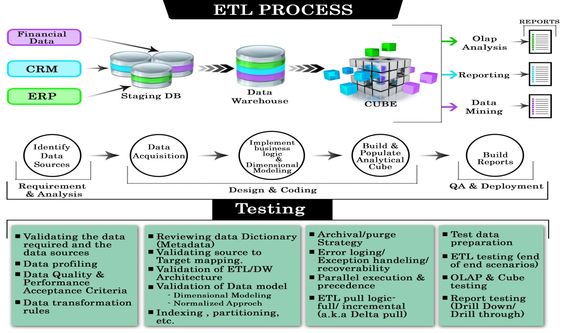 ETL PROCESS
Financial
Data
CRM
ERP
Staging DB
Data
Warehouse
CUBE
REPORTS
Olap
Analysis
Reporting
Data
Mining
Identify
Data
Sources
Data
Acquisition
Implement
business
logic
& Dimensional
Modeling
Build &
Populate
Analytical
Cube
Build
Reports
Requirement
& Analysis
Design & Coding
QA & Deployment
Testing
Validating the data
required and the
data sources
Data profiling
Data Quality &
Performance
Acceptance Criteria
Data transformation
rules
Reviewing data Dictionary
(Metadata)
Validating source to
Target mapping.
Validation of ETL/DW
Architecture
Validation of Data model
- Dimensional Modeling
- Normalized Approch
Indexing , partitioning,
etc.
Archival/purge
Strategy
Error loging/
Exception handeling/
recoverability
Parallel execution &
precedence
ETL pull logic-
full/ incremental
(a.k.a Delta pull)
Test data
preparation
ETL testing (end
of end scenarios)
OLAP & Cube
testing
Report testing
(Drill Down/
Drill through)